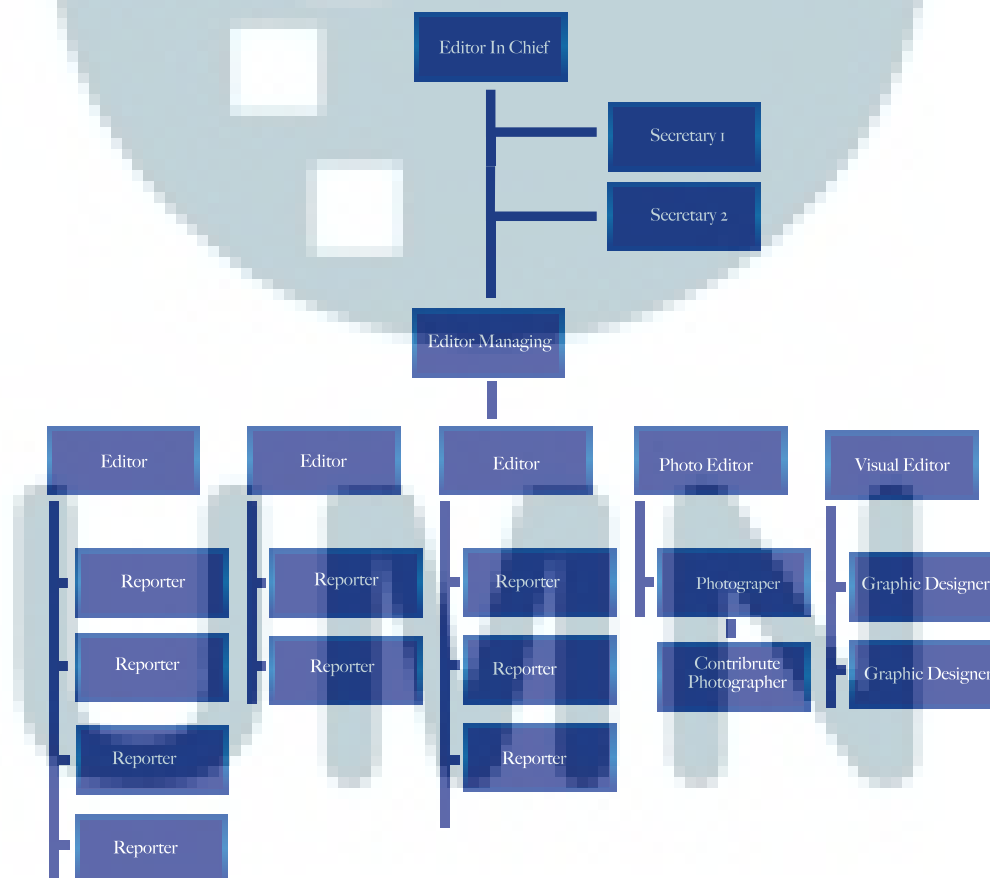 Editor In Chief
Secretary 1
Secretary 2
Editor Managing
Editor
Editor
Editor
Photo Editor
Visual Editor
Reporter
Reporter
Reporter
Photograper
Graphic Designer
Reporter
Reporter
Reporter
Contribrute
Photographer
Graphic Designer
Reporter
Reporter
Reporter
UMN